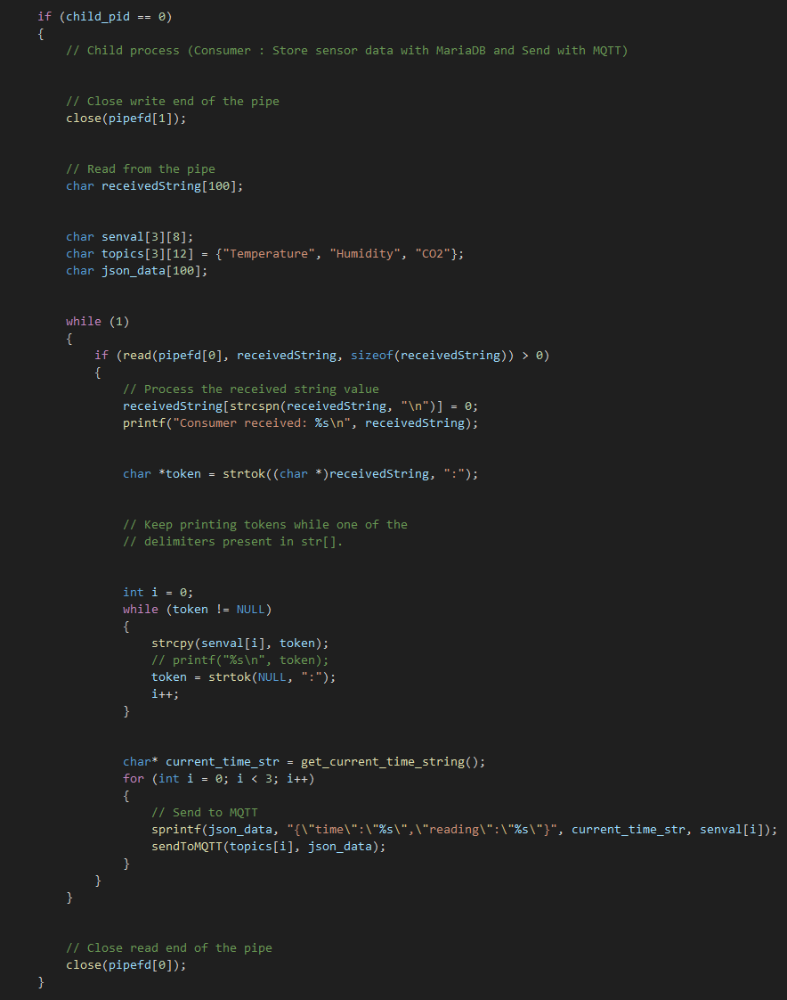 if (child_pid == 0)
{
// Child process (Consumer : Store sensor data with MariaDB and Send with MQTT)
// Close write end of the pipe
close(pipefd[1]);
// Read from the pipe
char receivedString[100];
char senval[3][8];
char topics[3][12] = {"Temperature", "Humidity", "CO2"};
char json_data[100];
while (1)
{
if (read(pipefd[0], receivedString, sizeof(receivedString)) > 0)
{
// Process the received string value
receivedString[strcspn(receivedString, "\n")] = 0;
printf("Consumer received: %s\n", receivedString);
char *token = strtok((char *)receivedString, ":");
// Keep printing tokens while one of the
// delimiters present in str[].
int i = 0;
while (token != NULL)
{
strcpy(senval[i], token);
// printf("%s\n", token);
token = strtok(NULL, ":");
i++;
}
char* current_time_str = get_current_time_string();
for (int i = 0; i < 3; i++)
{
// Send to MQTT
sprintf(json_data, "{\"time\":\"%s\",\"reading\":\"%s\"}", current_time_str, senval[i]);
sendToMQTT(topics[i], json_data);
}
}
}
// Close read end of the pipe
close(pipefd[0]);
}